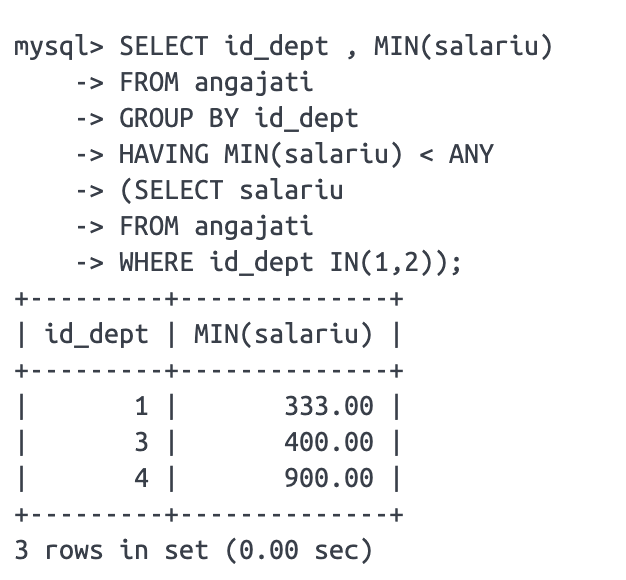 mysql> SELECT id_dept , MIN(salariu)
    -> FROM angajati
    -> GROUP BY id_dept
    -> HAVING MIN(salariu) < ANY
    -> (SELECT salariu
    -> FROM angajati
    -> WHERE id_dept IN(1,2));
+---------+--------------+
| id_dept | MIN(salariu) |
+---------+--------------+
|       1 |       333.00 |
|       3 |       400.00 |
|       4 |       900.00 |
+---------+--------------+
3 rows in set (0.00 sec)